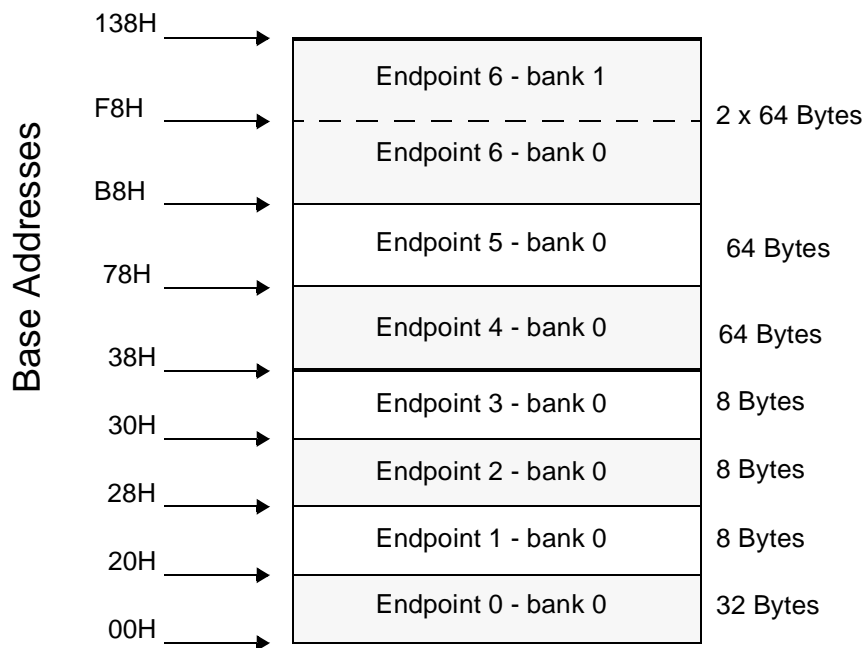 Base Addresses
138H
Endpoint 6 - bank 1
F8H
2 x 64 Bytes
Endpoint 6 - bank 0
B8H
Endpoint 5 - bank 0
64 Bytes
78H
Endpoint 4 - bank 0
64 Bytes
38H
Endpoint 3 - bank 0
8 Bytes
30H
Endpoint 2 - bank 0
8 Bytes
28H
Endpoint 1 - bank 0
8 Bytes
20H
Endpoint 0 - bank 0
32 Bytes
00H